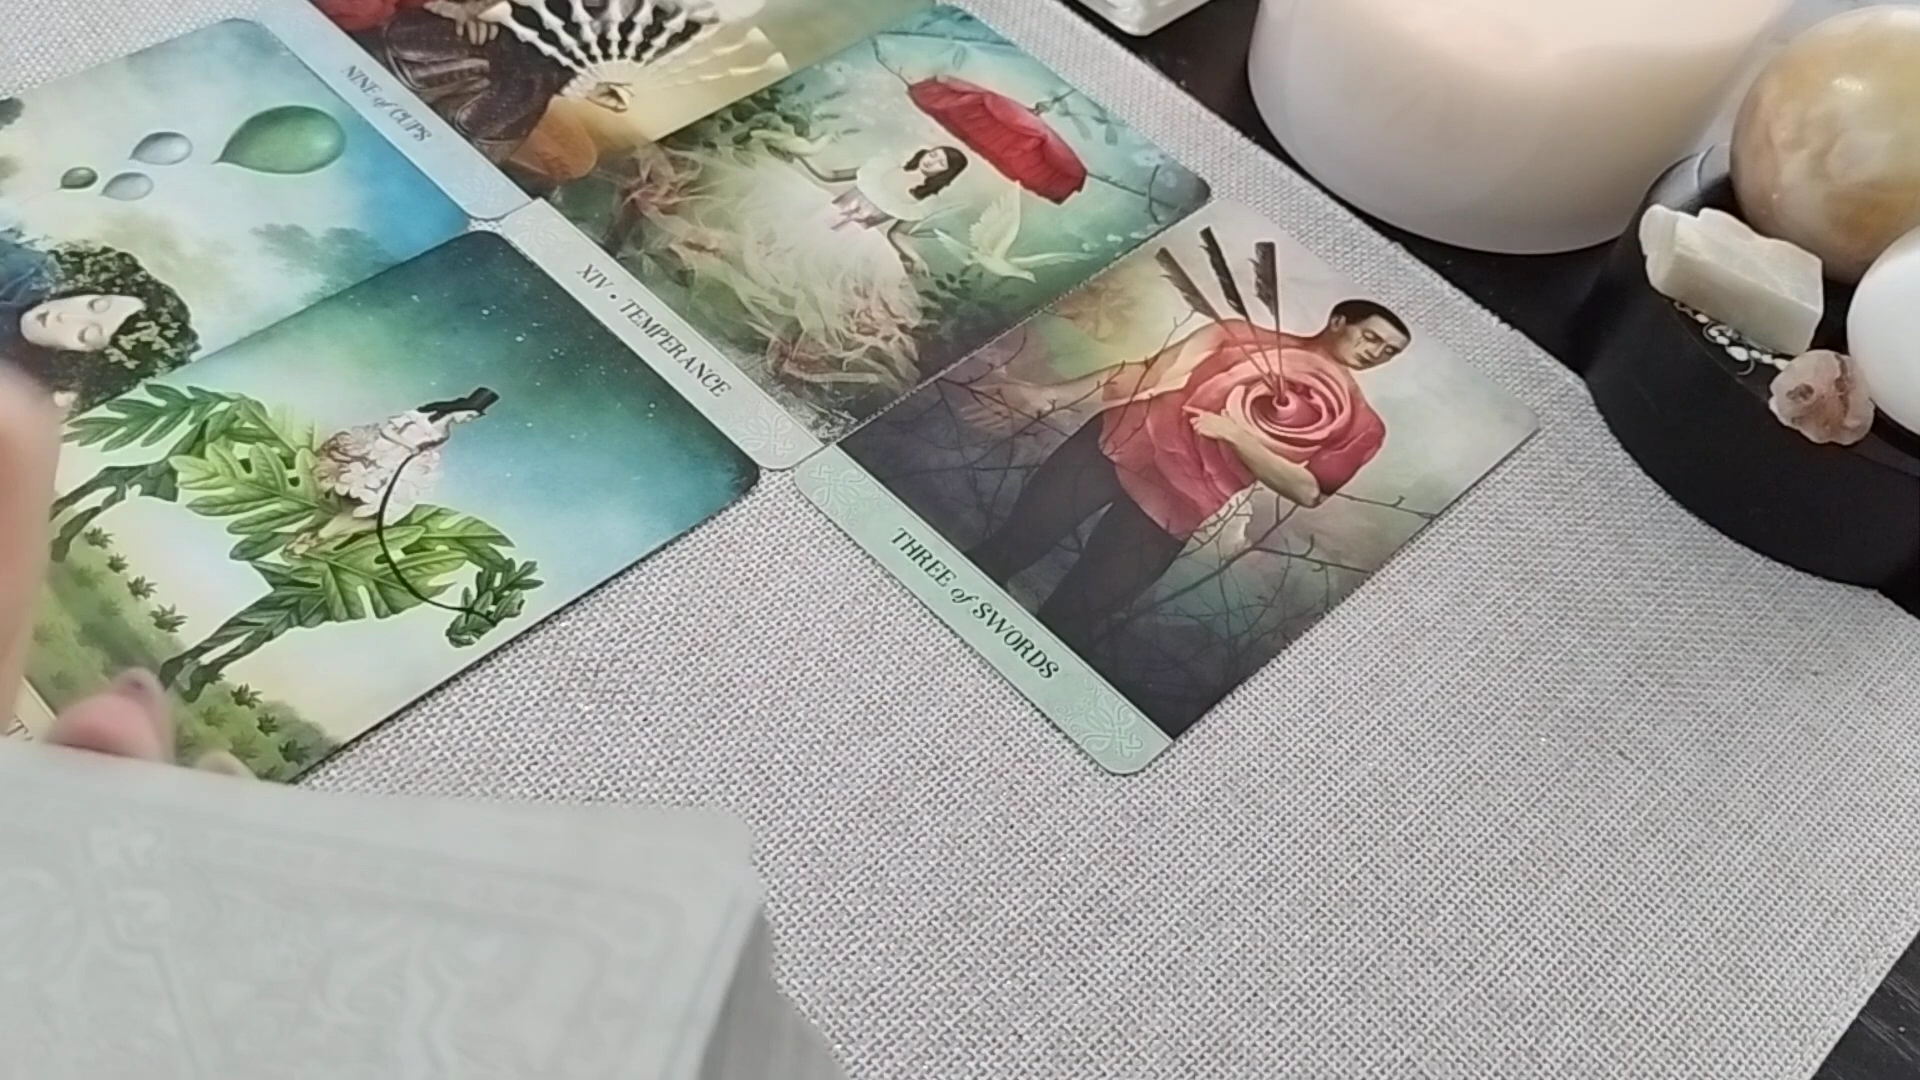 NINE of CUPS
XIV • TEMPERANCE
THREE of SWORDS